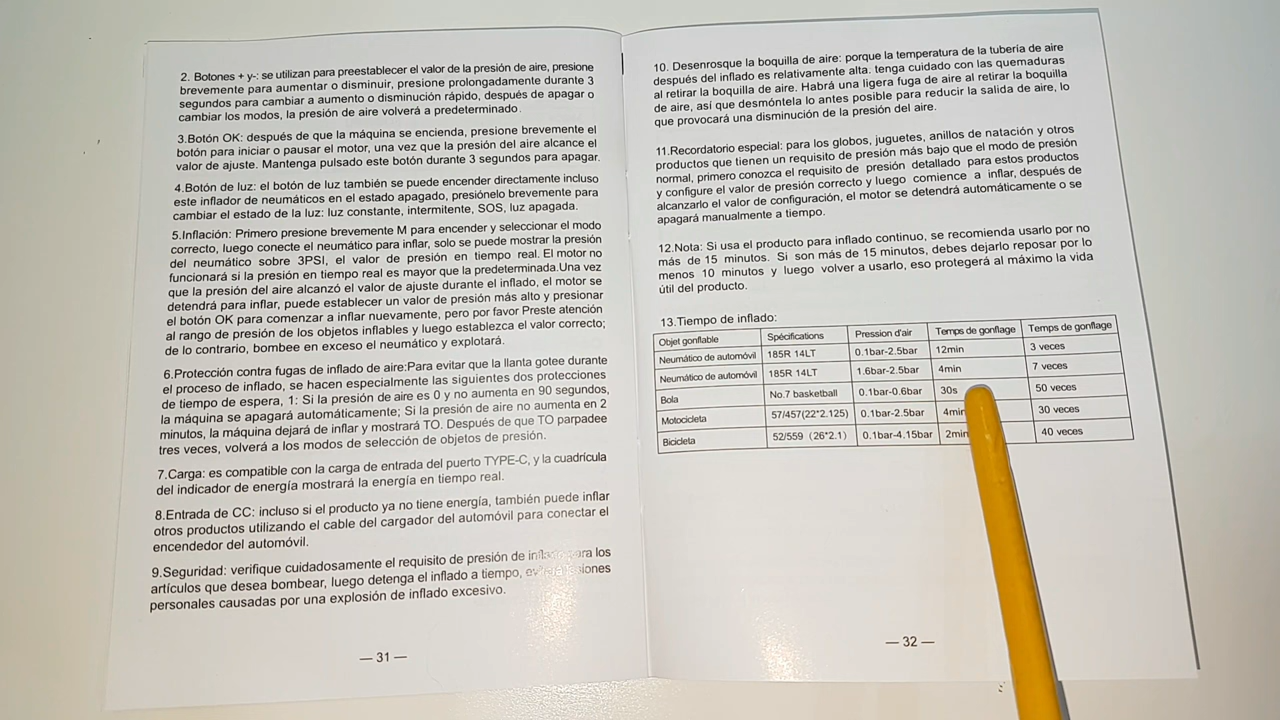 2. Botones + y-: se utilizan para preestablecer el valor de la presión de aire, presione
brevemente para aumentar o disminuir, presione prolongadamente durante 3
segundos para cambiar a aumento o disminución rápido, después de apagar o
cambiar los modos, la presión de aire volverá a predeterminado.
3.Botón OK: después de que la máquina se encienda, presione brevemente el
botón para iniciar o pausar el motor, una vez que la presión del aire alcance el
valor de ajuste. Mantenga pulsado este botón durante 3 segundos para apagar.
4.Botón de luz: el botón de luz también se puede encender directamente incluso
este inflador de neumáticos en el estado apagado, presiónelo brevemente para
cambiar el estado de la luz: luz constante, intermitente, SOS, luz apagada.
5.Inflación: Primero presione brevemente M para encender y seleccionar el modo
correcto, luego conecte el neumático para inflar, solo se puede mostrar la presión
del neumático sobre 3PSI, el valor de presión en tiempo real. El motor no
funcionará si la presión en tiempo real es mayor que la predeterminada.Una vez
que la presión del aire alcanzó el valor de ajuste durante el inflado, el motor se
detendrá para inflar, puede establecer un valor de presión más alto y presionar
el botón OK para comenzar a inflar nuevamente, pero por favor Preste atención
al rango de presión de los objetos inflables y luego establezca el valor correcto;
de lo contrario, bombee en exceso el neumático y explotará.
6.Protección contra fugas de inflado de aire:Para evitar que la llanta gotee durante
el proceso de inflado, se hacen especialmente las siguientes dos protecciones
de tiempo de espera, 1: Si la presión de aire es 0 y no aumenta en 90 segundos,
la máquina se apagará automáticamente; Si la presión de aire no aumenta en 2
minutos, la máquina dejará de inflar y mostrará TO. Después de que TO parpadee
tres veces, volverá a los modos de selección de objetos de presión.
7.Carga: es compatible con la carga de entrada del puerto TYPE-C, y la cuadrícula
del indicador de energía mostrará la energía en tiempo real.
8.Entrada de CC: incluso si el producto ya no tiene energía, también puede inflar
otros productos utilizando el cable del cargador del automóvil para conectar el
encendedor del automóvil.
9.Seguridad: verifique cuidadosamente el requisito de presión de inflado para los
artículos que desea bombear, luego detenga el inflado a tiempo,
personales causadas por una explosión de inflado excesivo.
— 31 —
10. Desenrosque la boquilla de aire: porque la temperatura de la tubería de aire
después del inflado es relativamente alta. tenga cuidado con las quemaduras
al retirar la boquilla de aire. Habrá una ligera fuga de aire al retirar la boquilla
de aire, así que desmóntela lo antes posible para reducir la salida de aire, lo
que provocará una disminución de la presión del aire.
11.Recordatorio especial: para los globos, juguetes, anillos de natación y otros
productos que tienen un requisito de presión más bajo que el modo de presión
normal, primero conozca el requisito de presión detallado para estos productos
y configure el valor de presión correcto y luego comience a inflar, después de
alcanzarlo el valor de configuración, el motor se detendrá automáticamente o se
apagará manualmente a tiempo.
12.Nota: Si usa el producto para inflado continuo, se recomienda usarlo por no
más de 15 minutos. Si son más de 15 minutos, debes dejarlo reposar por lo
menos 10 minutos y luego volver a usarlo, eso protegerá al máximo la vida
útil del producto.
13.Tiempo de inflado:
Objet gonflable Spécifications Pression d'air Temps de gonflage Temps de gonflage
Neumático de automóvil 185R 14LT 0.1bar-2.5bar 12min 3 veces
Neumático de automóvil 185R 14LT 1.6bar-2.5bar 4min 7 veces
Bola No.7 basketball 0.1bar-0.6bar 30s 50 veces
Motocicleta 57/457(22*2.125) 0.1bar-2.5bar 4min 30 veces
Bicicleta 52/559 (26*2.1) 0.1bar-4.15bar 2min 40 veces
— 32 —